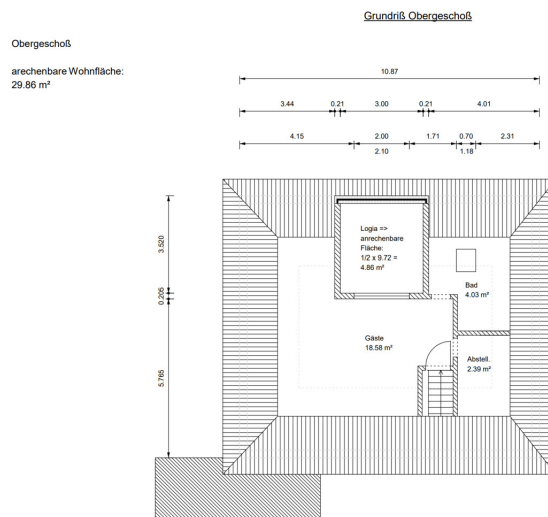 Grundriß Obergeschoß
Obergeschoß
arechenbare Wohnfläche:
29.86 m²
10.87
3.44 0.21 3.00 0.21 4.01
4.15 2.00 1.71 0.70 2.31
2.10 1.18
3.520
0.205
5.765
Logia =>
anrechenbare
Fläche:
1/2 x 9.72 =
4.86 m²
Bad
4.03 m²
Gäste
18.58 m²
Abstell.
2.39 m²